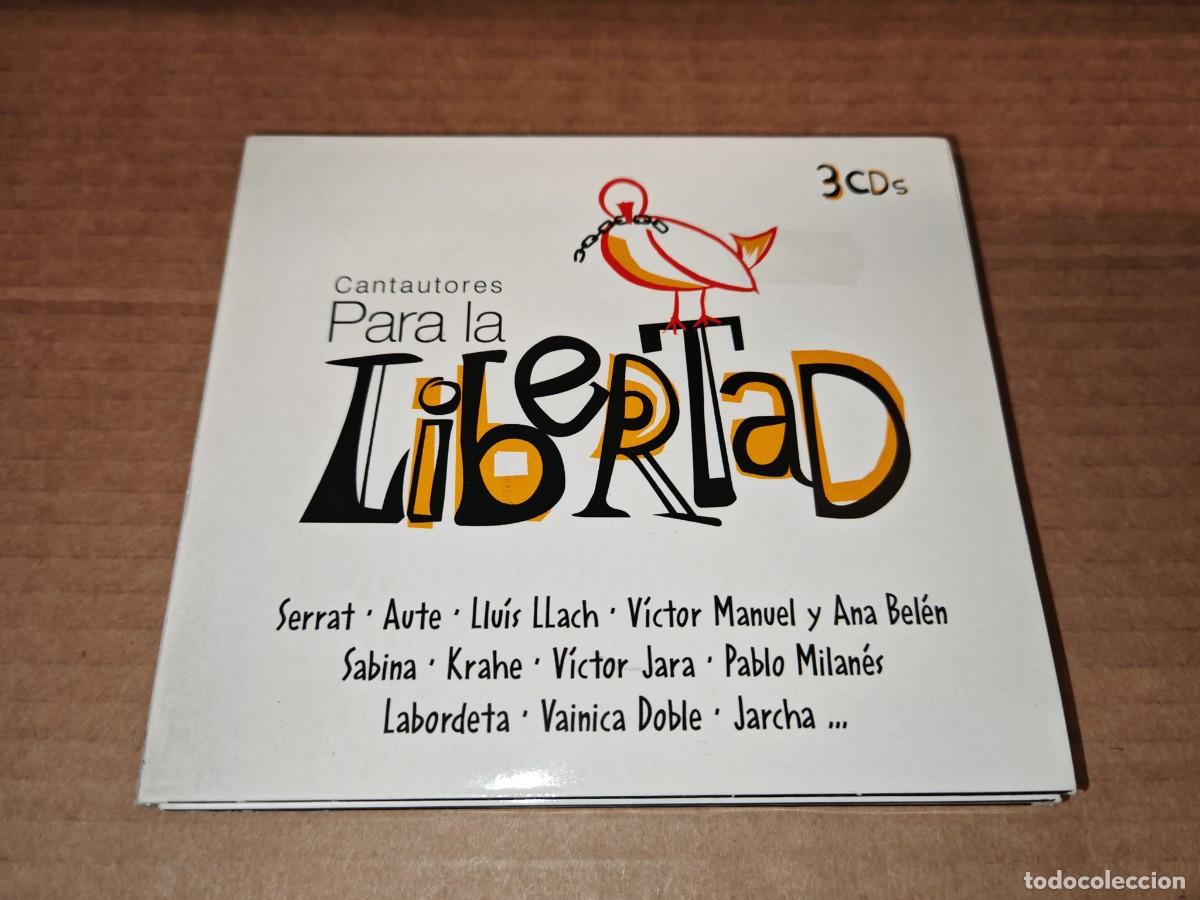 3CDs
Cantautores
Para la
LibeRTaD
Serrat · Aute · Lluís LLach · Víctor Manuel y Ana Belén
Sabina · Krahe · Víctor Jara · Pablo Milanés
Labordeta · Vainica Doble · Jarcha ...
todocoleccion